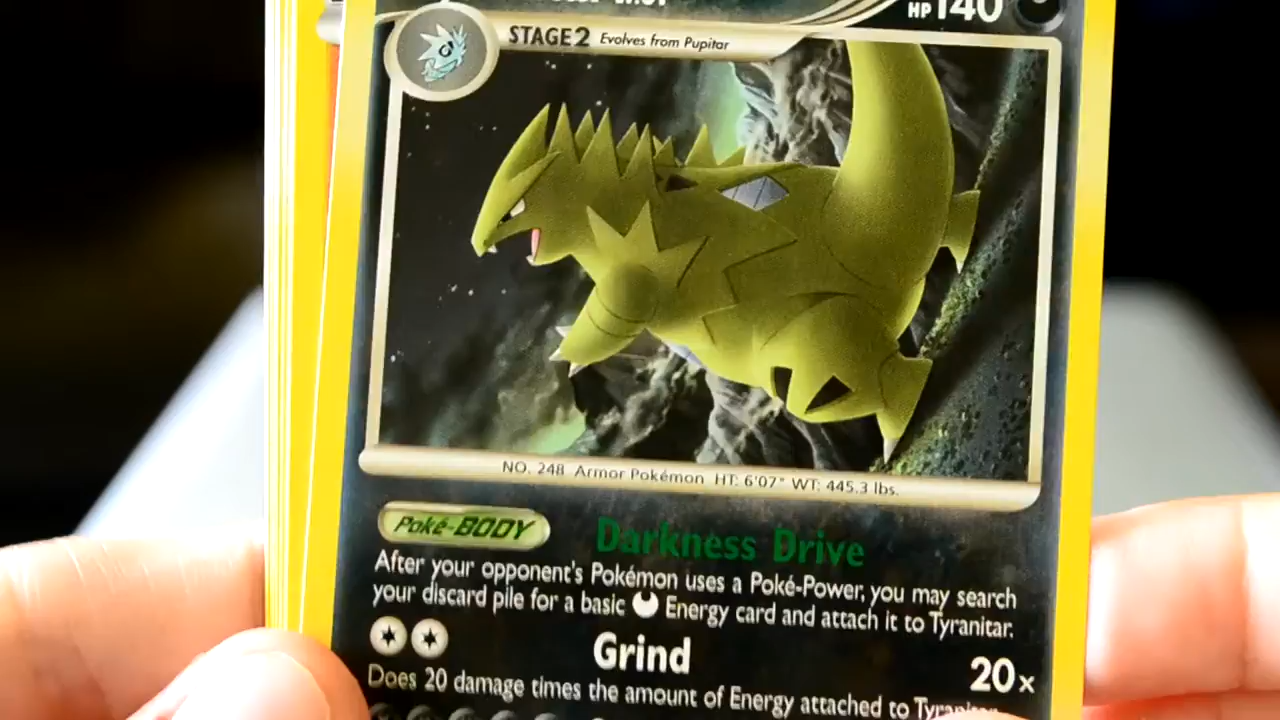 HP 140
STAGE2 Evolves from Pupitar
NO. 248 Armor Pokémon HT: 6'07" WT: 445.3 lbs.
Poké-BODY Darkness Drive
After your opponent's Pokémon uses a Poké-Power, you may search
your discard pile for a basic Energy card and attach it to Tyranitar.
Grind 20x
Does 20 damage times the amount of Energy attached to Tyranitar.